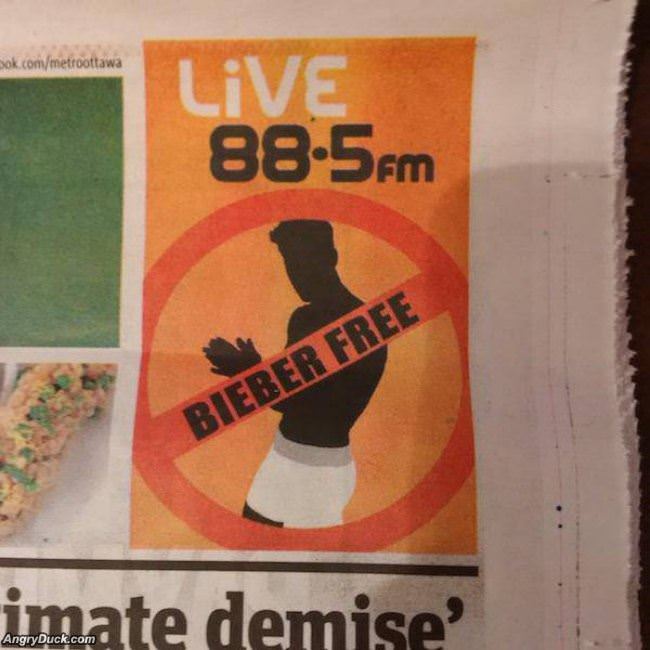 ook.com/metroottawa
LiVE
88·5FM
BIEBER FREE
imate demise’
AngryDuck.com